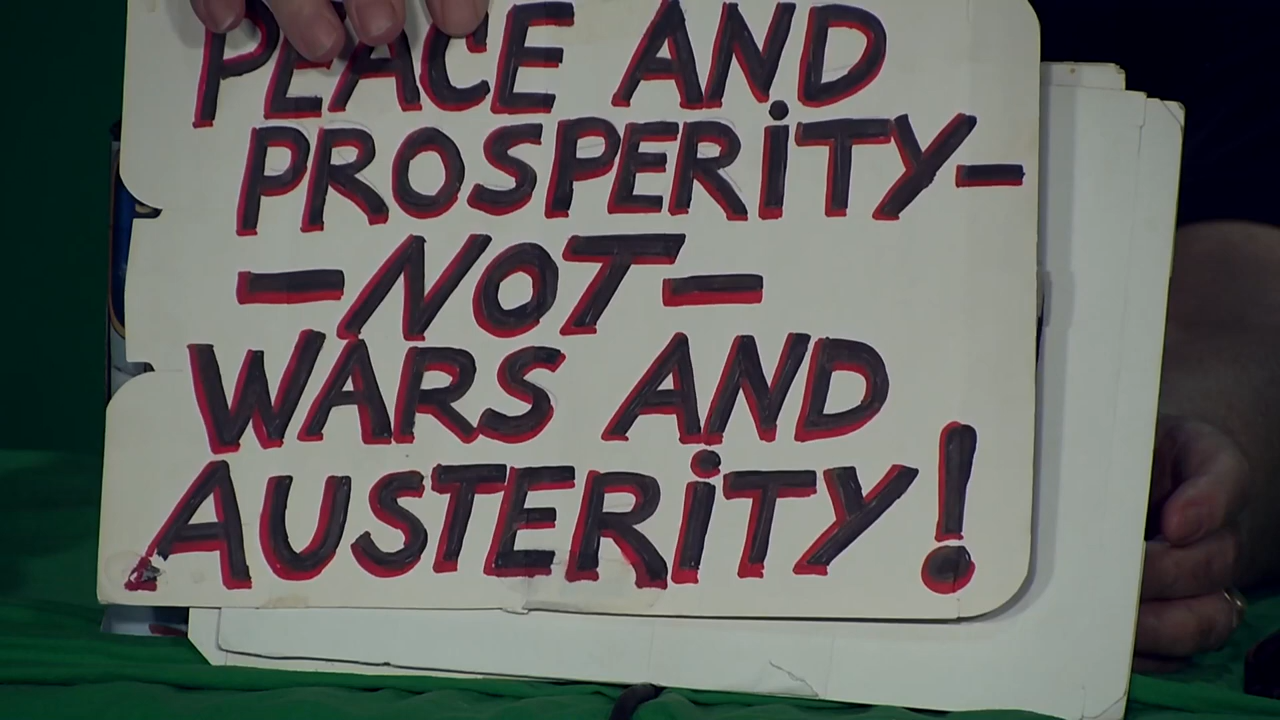 PEACE AND
PROSPERiTY-
-NOT-
WARS AND
AUSTERiTY!